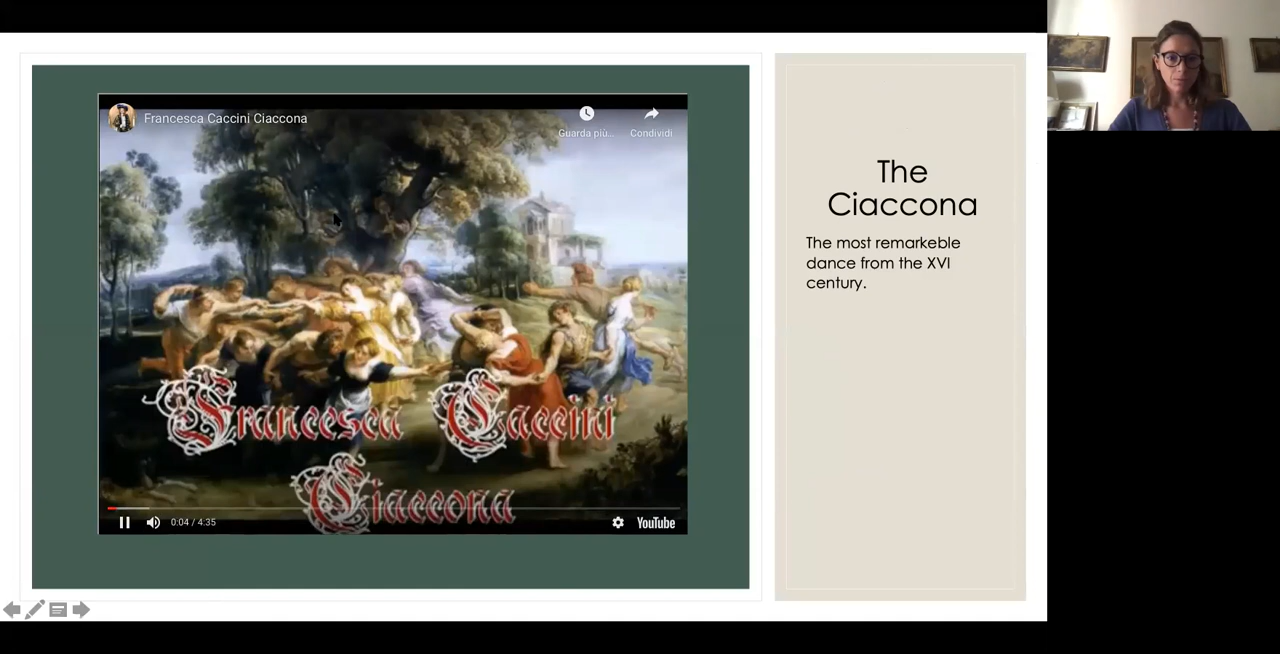 Francesca Caccini Ciaccona
Guarda più...
Condividi
Francesca Caccini
Ciaccona
0:04 / 4:35
YouTube
The
Ciaccona
The most remarkeble
dance from the XVI
century.